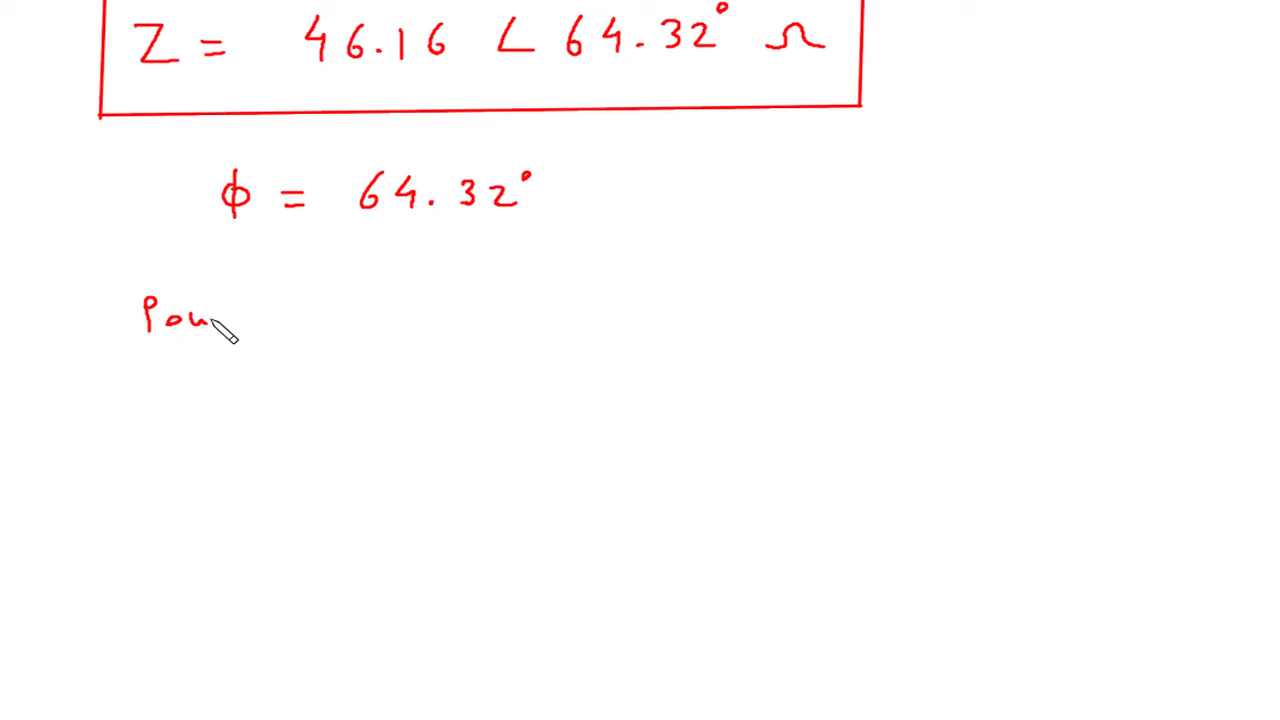 Z = 46.16 ∠ 64.32° Ω
ϕ = 64.32°
Pow